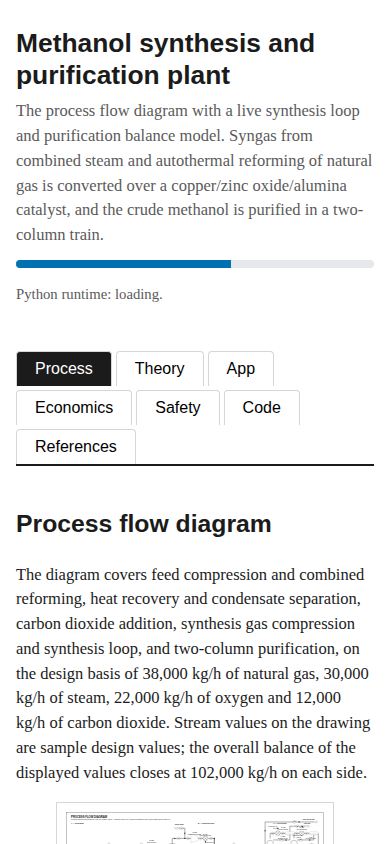 Methanol synthesis and
purification plant
The process flow diagram with a live synthesis loop
and purification balance model. Syngas from
combined steam and autothermal reforming of natural
gas is converted over a copper/zinc oxide/alumina
catalyst, and the crude methanol is purified in a two-
column train.
Python runtime: loading.
Process Theory App
Economics Safety Code
References
Process flow diagram
The diagram covers feed compression and combined
reforming, heat recovery and condensate separation,
carbon dioxide addition, synthesis gas compression
and synthesis loop, and two-column purification, on
the design basis of 38,000 kg/h of natural gas, 30,000
kg/h of steam, 22,000 kg/h of oxygen and 12,000
kg/h of carbon dioxide. Stream values on the drawing
are sample design values; the overall balance of the
displayed values closes at 102,000 kg/h on each side.
PROCESS FLOW DIAGRAM